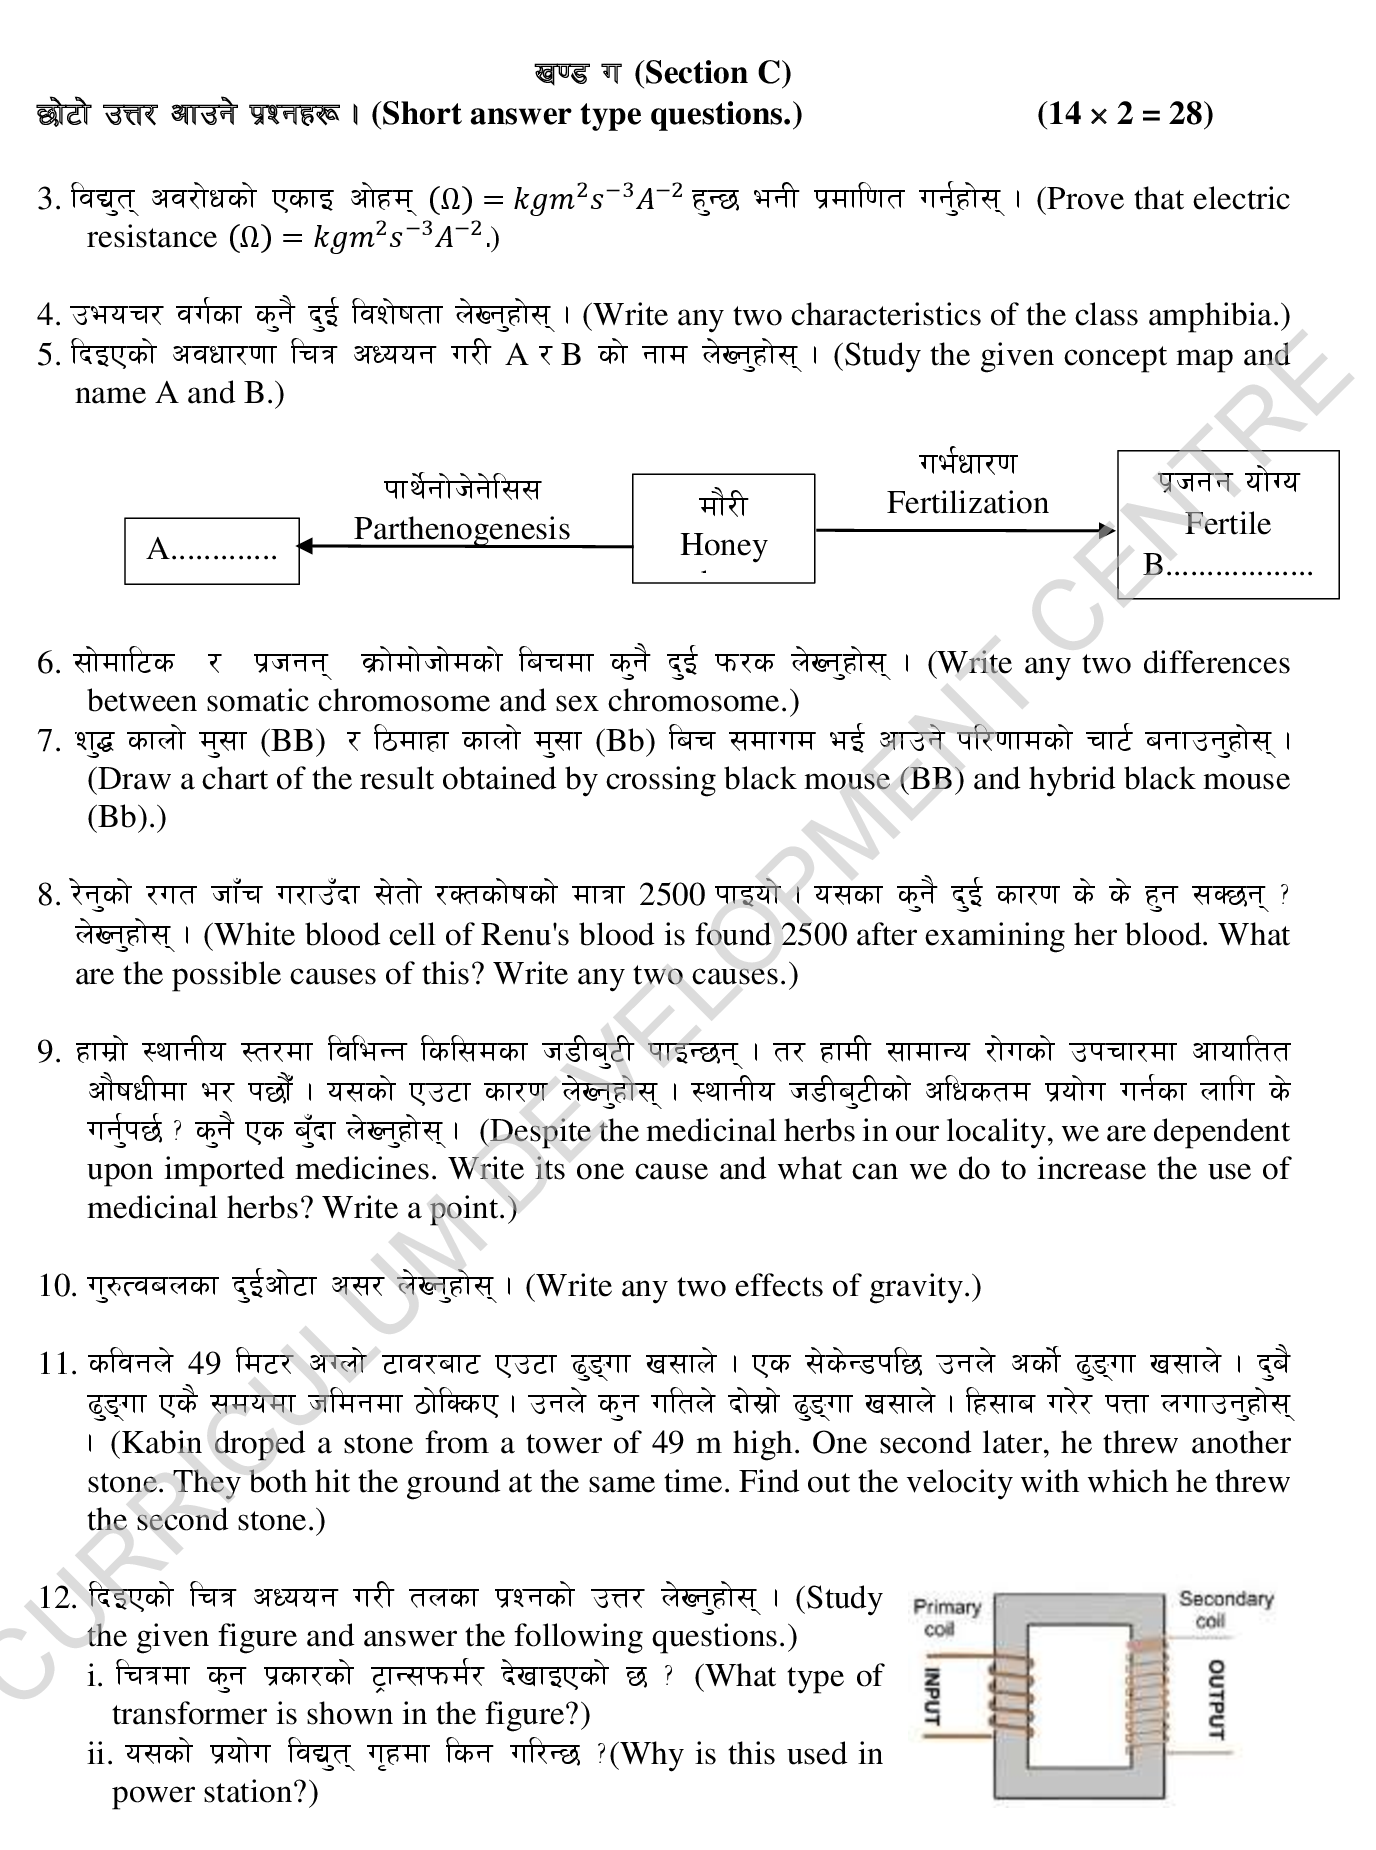 खण्ड ग (Section C)
छोटो उत्तर आउने प्रश्नहरू । (Short answer type questions.) (14 × 2 = 28)
3. विद्युत् अवरोधको एकाइ ओहम् (Ω) = kgm²s⁻³A⁻² हुन्छ भनी प्रमाणित गर्नुहोस् । (Prove that electric
resistance (Ω) = kgm²s⁻³A⁻².)
4. उभयचर वर्गका कुनै दुई विशेषता लेख्नुहोस् । (Write any two characteristics of the class amphibia.)
5. दिइएको अवधारणा चित्र अध्ययन गरी A र B को नाम लेख्नुहोस् । (Study the given concept map and
name A and B.)
A.............
पार्थेनोजेनेसिस
Parthenogenesis
मौरी
Honey
गर्भधारण
Fertilization
प्रजनन योग्य
Fertile
B..................
6. सोमाटिक र प्रजनन् क्रोमोजोमको बिचमा कुनै दुई फरक लेख्नुहोस् । (Write any two differences
between somatic chromosome and sex chromosome.)
7. शुद्ध कालो मुसा (BB) र ठिमाहा कालो मुसा (Bb) बिच समागम भई आउने परिणामको चार्ट बनाउनुहोस् ।
(Draw a chart of the result obtained by crossing black mouse (BB) and hybrid black mouse
(Bb).)
8. रेनुको रगत जाँच गराउँदा सेतो रक्तकोषको मात्रा 2500 पाइयो । यसका कुनै दुई कारण के के हुन सक्छन् ?
लेख्नुहोस् । (White blood cell of Renu's blood is found 2500 after examining her blood. What
are the possible causes of this? Write any two causes.)
9. हाम्रो स्थानीय स्तरमा विभिन्न किसिमका जडीबुटी पाइन्छन् । तर हामी सामान्य रोगको उपचारमा आयातित
औषधीमा भर पर्छौँ । यसको एउटा कारण लेख्नुहोस् । स्थानीय जडीबुटीको अधिकतम प्रयोग गर्नका लागि के
गर्नुपर्छ ? कुनै एक बुँदा लेख्नुहोस् । (Despite the medicinal herbs in our locality, we are dependent
upon imported medicines. Write its one cause and what can we do to increase the use of
medicinal herbs? Write a point.)
10. गुरुत्वबलका दुईओटा असर लेख्नुहोस् । (Write any two effects of gravity.)
11. कविनले 49 मिटर अग्लो टावरबाट एउटा ढुङ्गा खसाले । एक सेकेन्डपछि उनले अर्को ढुङ्गा खसाले । दुबै
ढुङ्गा एकै समयमा जमिनमा ठोक्किए । उनले कुन गतिले दोस्रो ढुङ्गा खसाले । हिसाब गरेर पत्ता लगाउनुहोस्
। (Kabin droped a stone from a tower of 49 m high. One second later, he threw another
stone. They both hit the ground at the same time. Find out the velocity with which he threw
the second stone.)
12. दिइएको चित्र अध्ययन गरी तलका प्रश्नको उत्तर लेख्नुहोस् । (Study
the given figure and answer the following questions.)
i. चित्रमा कुन प्रकारको ट्रान्सफर्मर देखाइएको छ ? (What type of
transformer is shown in the figure?)
ii. यसको प्रयोग विद्युत् गृहमा किन गरिन्छ ?(Why is this used in
power station?)
Primary
coil
INPUT
Secondary
coil
OUTPUT
CURRICULUM DEVELOPMENT CENTRE